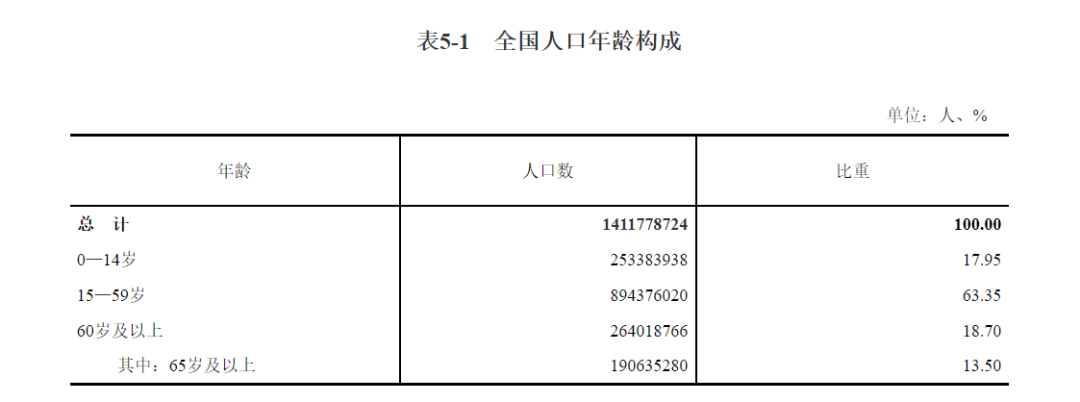 表5-1 全国人口年龄构成
单位：人、%
年龄 人口数 比重
总 计 1411778724 100.00
0—14岁 253383938 17.95
15—59岁 894376020 63.35
60岁及以上 264018766 18.70
其中：65岁及以上 190635280 13.50